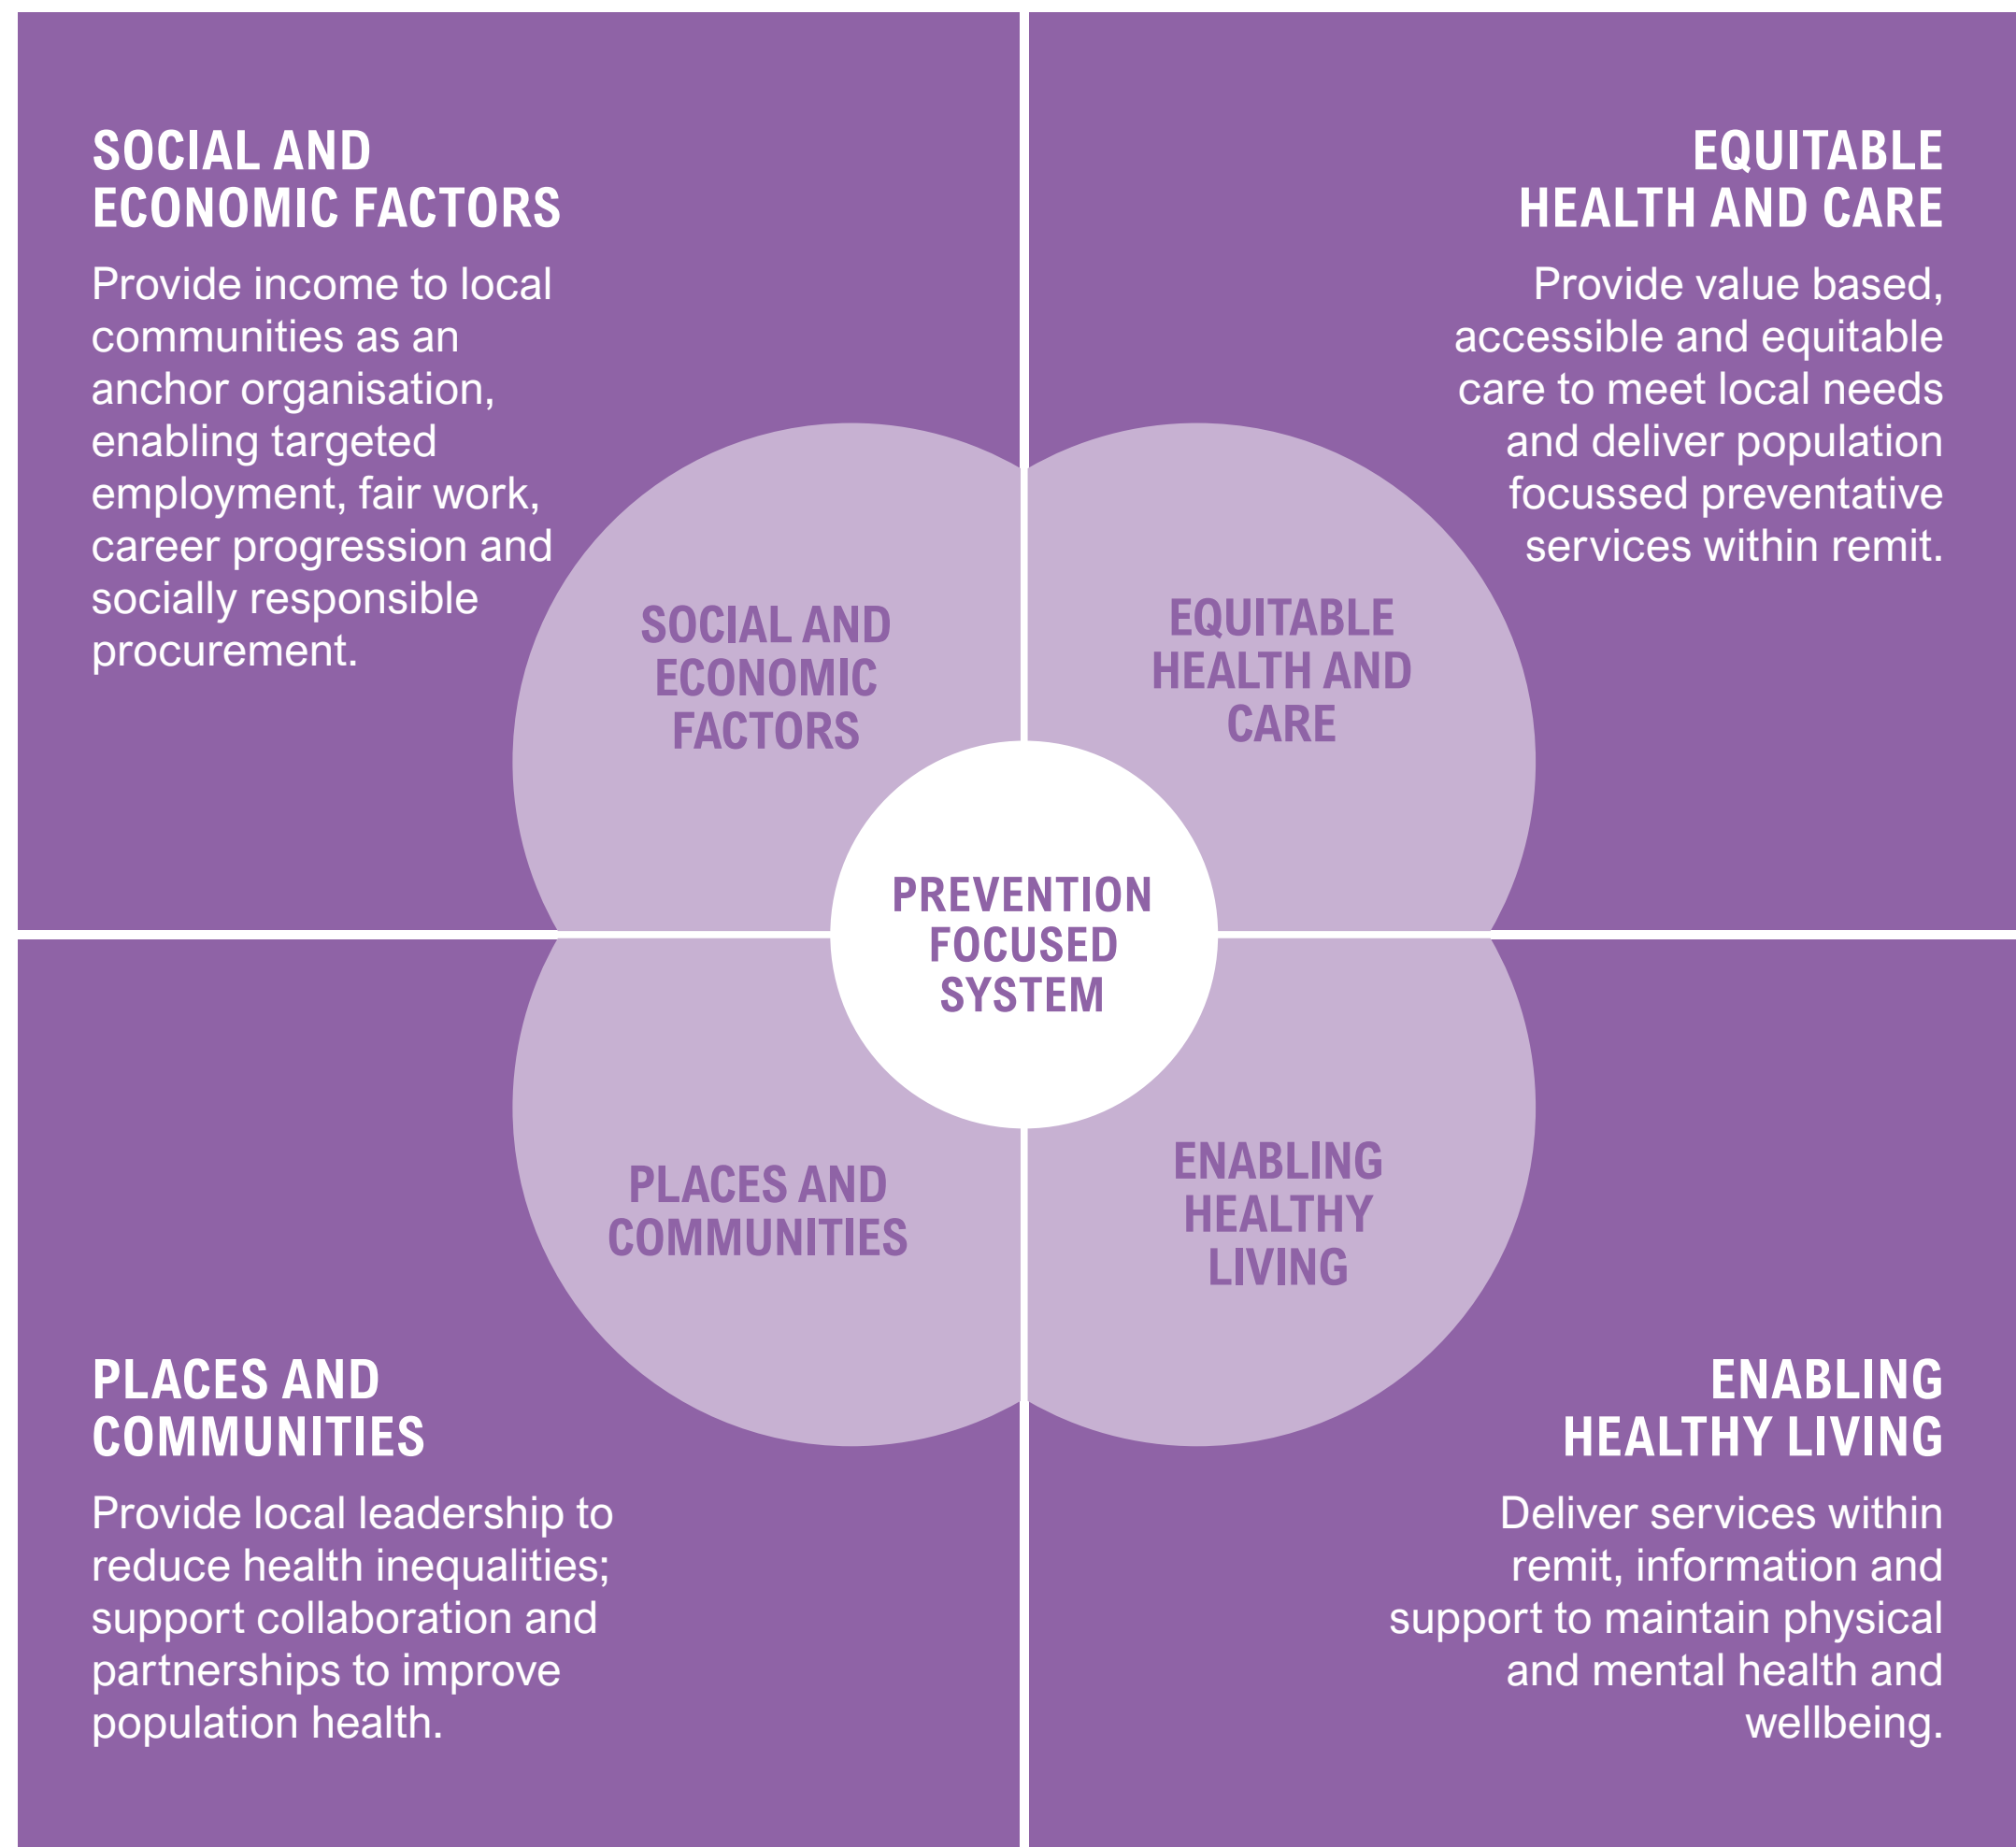 SOCIAL AND
ECONOMIC FACTORS
Provide income to local
communities as an
anchor organisation,
enabling targeted
employment, fair work,
career progression and
socially responsible
procurement.
EQUITABLE
HEALTH AND CARE
Provide value based,
accessible and equitable
care to meet local needs
and deliver population
focussed preventative
services within remit.
SOCIAL AND
ECONOMIC
FACTORS
EQUITABLE
HEALTH AND
CARE
PREVENTION
FOCUSED
SYSTEM
PLACES AND
COMMUNITIES
ENABLING
HEALTHY
LIVING
PLACES AND
COMMUNITIES
Provide local leadership to
reduce health inequalities;
support collaboration and
partnerships to improve
population health.
ENABLING
HEALTHY LIVING
Deliver services within
remit, information and
support to maintain physical
and mental health and
wellbeing.